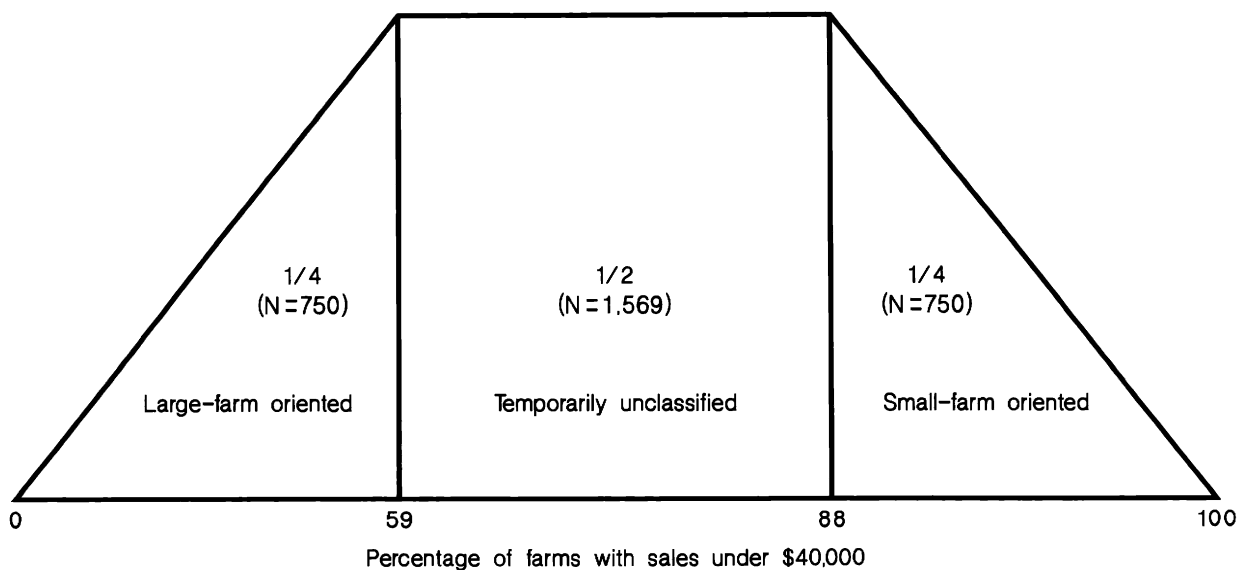 1/4
(N=750)
1/2
(N=1,569)
1/4
(N=750)
Large-farm oriented
Temporarily unclassified
Small-farm oriented
0
59
88
100
Percentage of farms with sales under $40,000